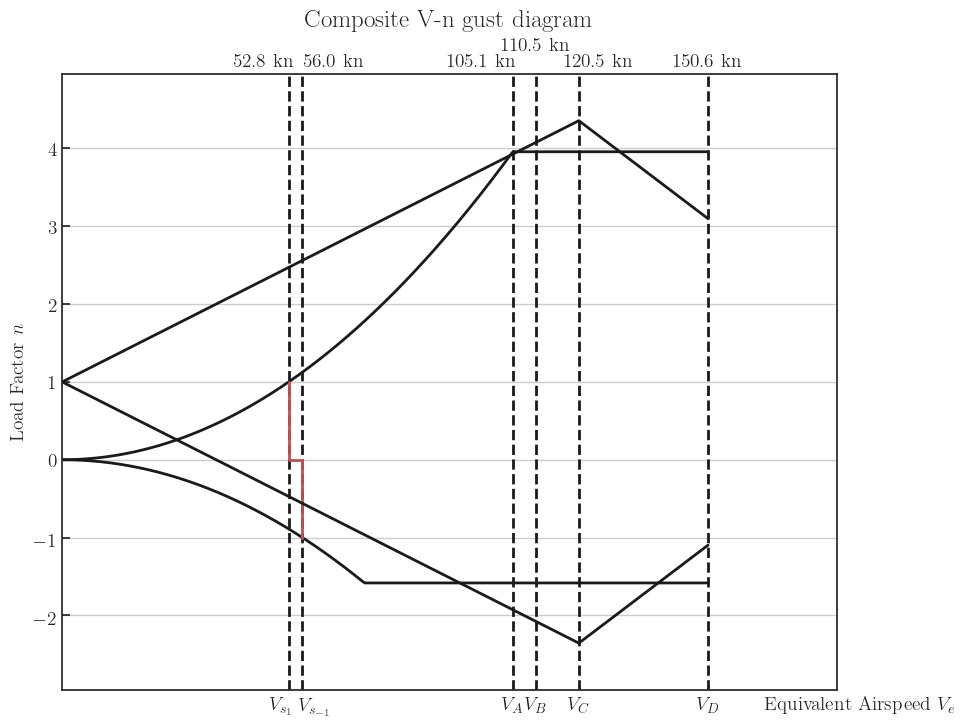 Composite V-n gust diagram
110.5 kn
52.8 kn 56.0 kn 105.1 kn 120.5 kn 150.6 kn
4
3
2
1
0
−1
−2
Load Factor n
V_{s_1} V_{s_{-1}} V_A V_B V_C V_D Equivalent Airspeed V_e